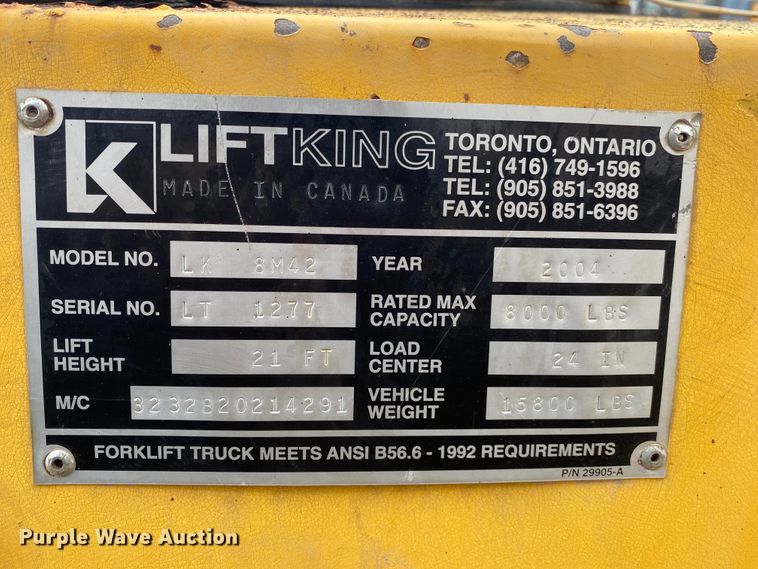 LIFTKING
MADE IN CANADA
TORONTO, ONTARIO
TEL: (416) 749-1596
TEL: (905) 851-3988
FAX: (905) 851-6396
MODEL NO. LK 8M42
YEAR 2004
SERIAL NO. LT 1277
RATED MAX CAPACITY 8000 LBS
LIFT HEIGHT 21 FT
LOAD CENTER 24 IN
M/C 3232B20214291
VEHICLE WEIGHT 15800 LBS
FORKLIFT TRUCK MEETS ANSI B56.6 - 1992 REQUIREMENTS
P/N 29905-A
Purple Wave Auction